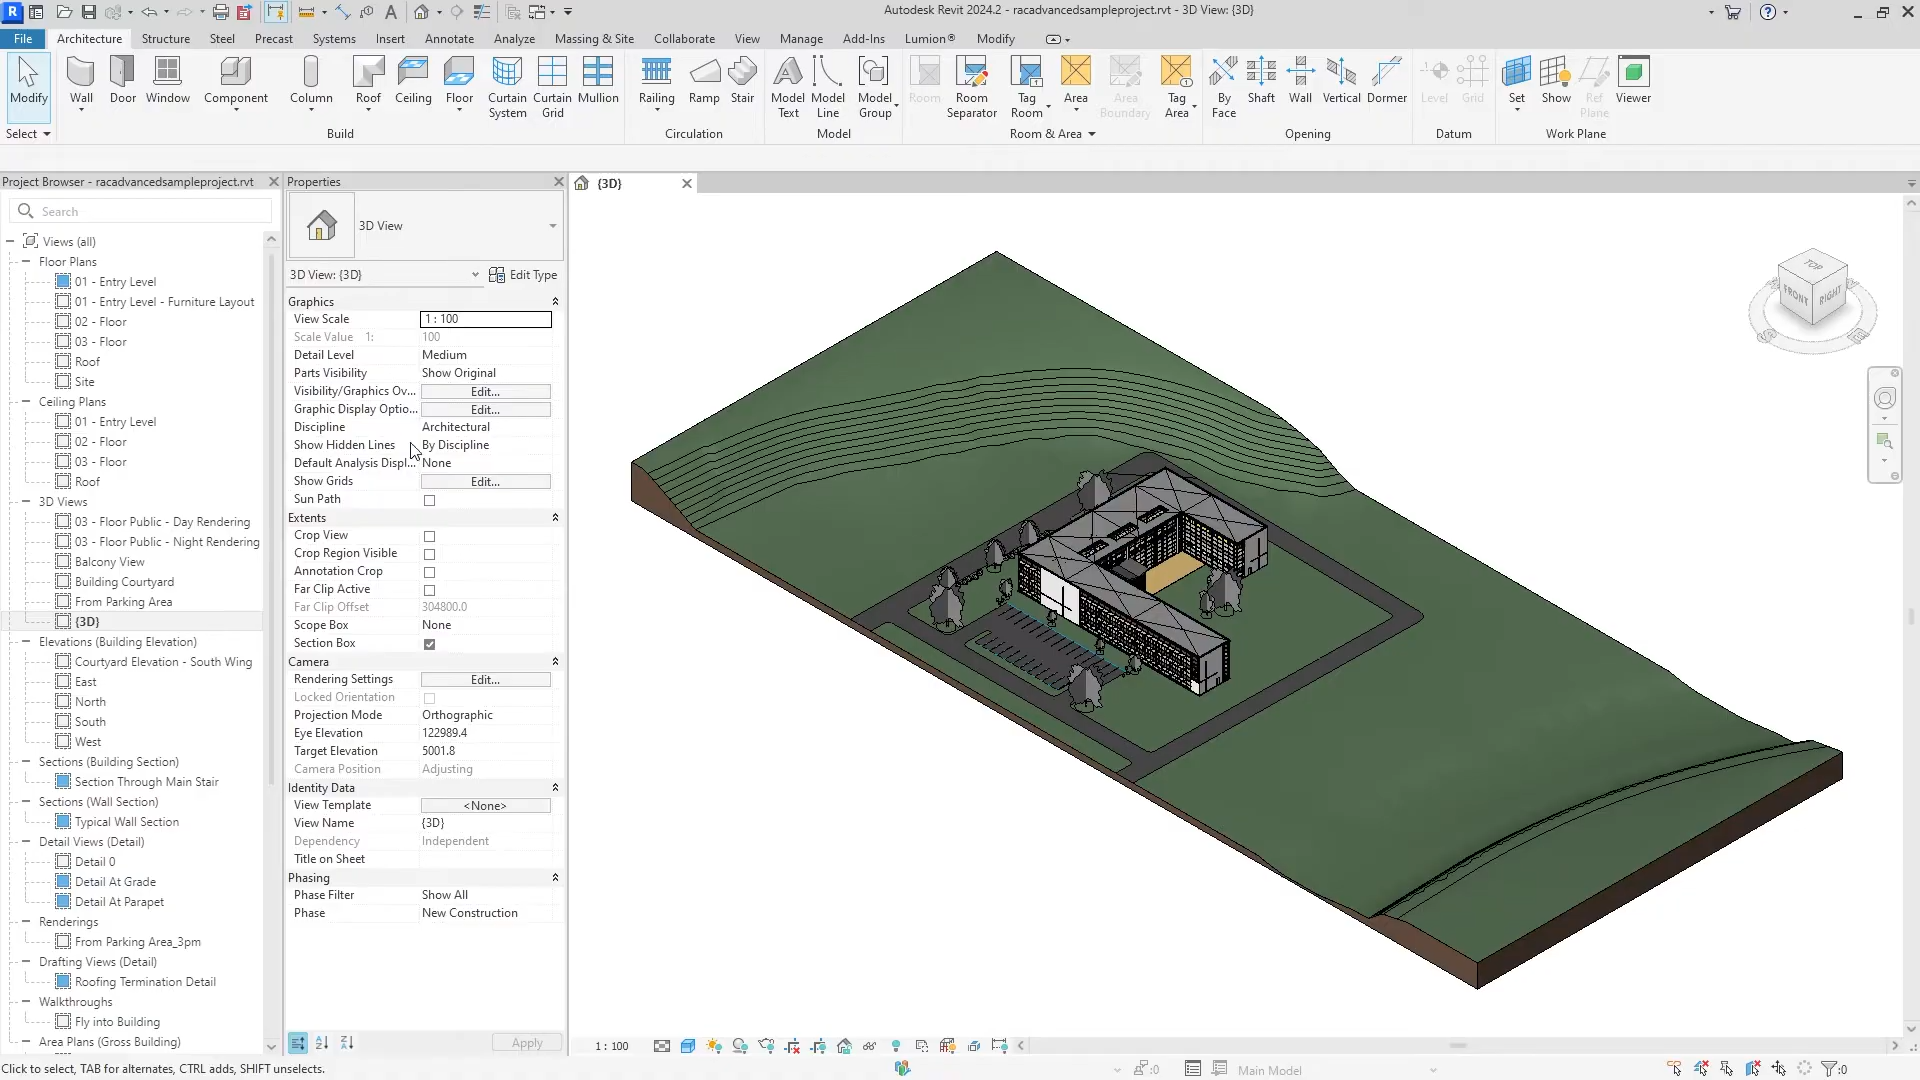 Autodesk Revit 2024.2 - racadvancedsampleproject.rvt - 3D View: {3D}
File Architecture Structure Steel Precast Systems Insert Annotate Analyze Massing & Site Collaborate View Manage Add-Ins Lumion® Modify
Modify Wall Door Window Component Column Roof Ceiling Floor Curtain System Curtain Grid Mullion Railing Ramp Stair Model Text Model Line Model Group Room Room Separator Tag Room Area Area Boundary Tag Area By Face Shaft Wall Vertical Dormer Level Grid Set Show Ref Plane Viewer
Select Build Circulation Model Room & Area Opening Datum Work Plane
Project Browser - racadvancedsampleproject.rvt
Search
Views (all)
Floor Plans
01 - Entry Level
01 - Entry Level - Furniture Layout
02 - Floor
03 - Floor
Roof
Site
Ceiling Plans
01 - Entry Level
02 - Floor
03 - Floor
Roof
3D Views
03 - Floor Public - Day Rendering
03 - Floor Public - Night Rendering
Balcony View
Building Courtyard
From Parking Area
{3D}
Elevations (Building Elevation)
Courtyard Elevation - South Wing
East
North
South
West
Sections (Building Section)
Section Through Main Stair
Sections (Wall Section)
Typical Wall Section
Detail Views (Detail)
Detail 0
Detail At Grade
Detail At Parapet
Renderings
From Parking Area_3pm
Drafting Views (Detail)
Roofing Termination Detail
Walkthroughs
Fly into Building
Area Plans (Gross Building)
Properties
3D View
3D View: {3D} Edit Type
Graphics
View Scale 1 : 100
Scale Value 1: 100
Detail Level Medium
Parts Visibility Show Original
Visibility/Graphics Ov... Edit...
Graphic Display Optio... Edit...
Discipline Architectural
Show Hidden Lines By Discipline
Default Analysis Displ... None
Show Grids Edit...
Sun Path
Extents
Crop View
Crop Region Visible
Annotation Crop
Far Clip Active
Far Clip Offset 304800.0
Scope Box None
Section Box
Camera
Rendering Settings Edit...
Locked Orientation
Projection Mode Orthographic
Eye Elevation 122989.4
Target Elevation 5001.8
Camera Position Adjusting
Identity Data
View Template <None>
View Name {3D}
Dependency Independent
Title on Sheet
Phasing
Phase Filter Show All
Phase New Construction
Apply
{3D}
TOP
FRONT RIGHT
1 : 100
Click to select, TAB for alternates, CTRL adds, SHIFT unselects.
:0
Main Model
:0